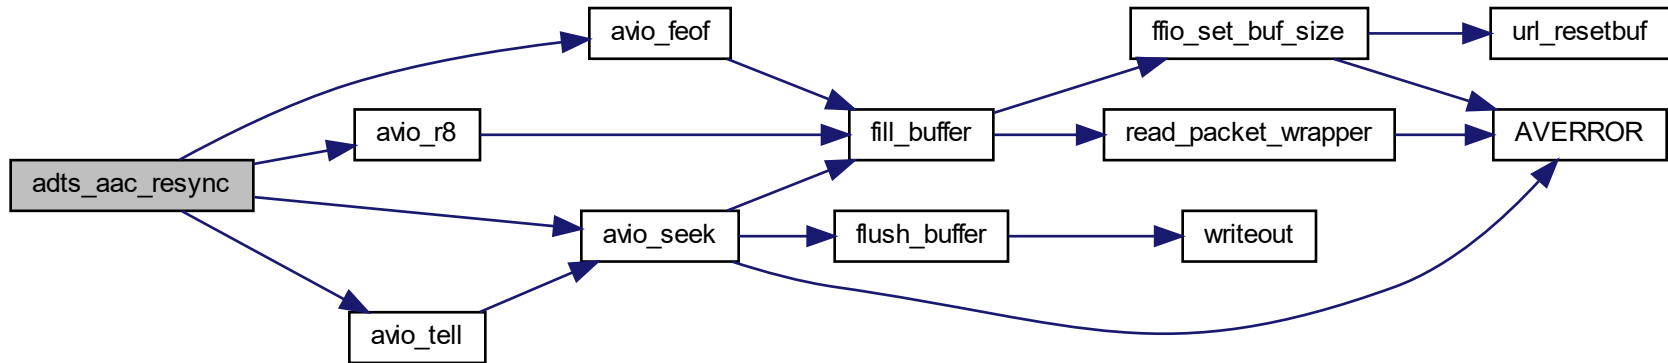 adts_aac_resync
avio_feof
avio_r8
avio_seek
avio_tell
fill_buffer
flush_buffer
ffio_set_buf_size
read_packet_wrapper
writeout
url_resetbuf
AVERROR